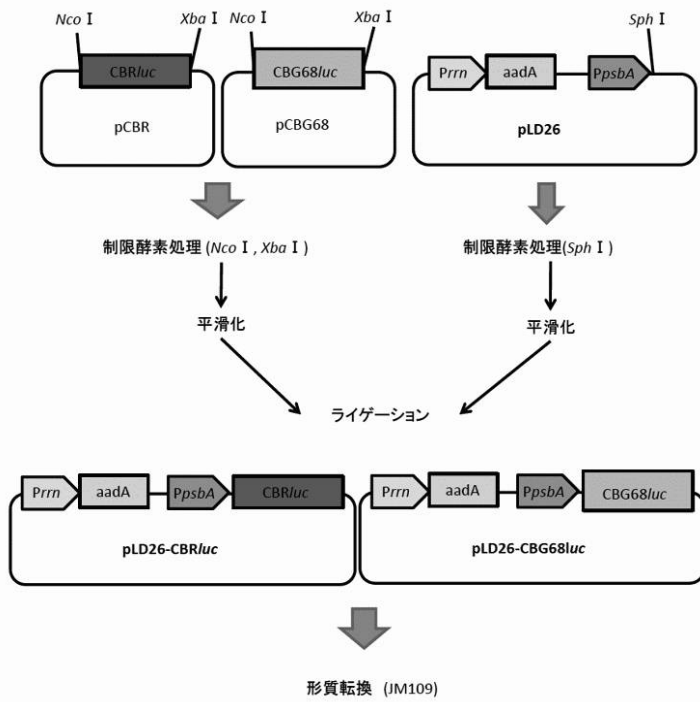 Nco I Xba I Nco I Xba I Sph I
CBRluc CBG68luc Prrn aadA PpsbA
pCBR pCBG68 pLD26
制限酵素処理 (Nco I , Xba I ) 制限酵素処理(Sph I )
平滑化 平滑化
ライゲーション
Prrn aadA PpsbA CBRluc Prrn aadA PpsbA CBG68luc
pLD26-CBRluc pLD26-CBG68luc
形質転換 (JM109)